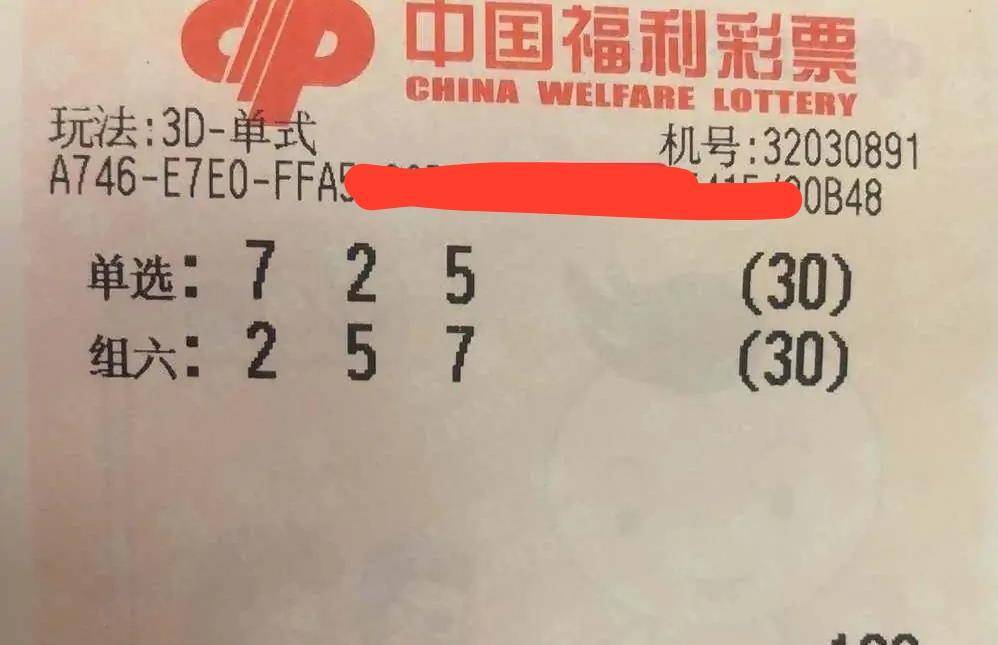 中国福利彩票
CHINA WELFARE LOTTERY
玩法:3D-单式 机号:32030891
A746-E7E0-FFA5 00B48
单选: 7 2 5 (30)
组六: 2 5 7 (30)